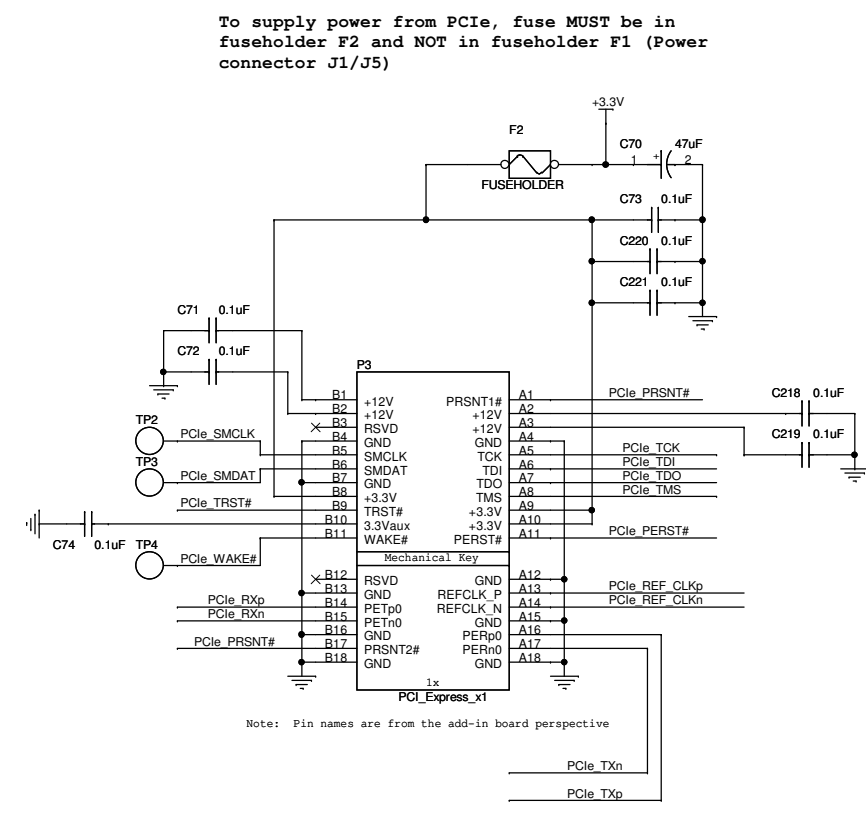 To supply power from PCIe, fuse MUST be in
fuseholder F2 and NOT in fuseholder F1 (Power
connector J1/J5)
+3.3V
F2
C70 47uF
1 + 2
FUSEHOLDER
C73 0.1uF
C220 0.1uF
C221 0.1uF
C71 0.1uF
C72 0.1uF
P3
B1 +12V PRSNT1# A1 PCIe_PRSNT#
C218 0.1uF
B2 +12V +12V A2
TP2
B3 RSVD +12V A3
PCIe_SMCLK B4 GND GND A4
C219 0.1uF
B5 SMCLK TCK A5 PCIe_TCK
TP3
B6 SMDAT TDI A6 PCIe_TDI
PCIe_SMDAT B7 GND TDO A7 PCIe_TDO
B8 +3.3V TMS A8 PCIe_TMS
PCIe_TRST# B9 TRST# +3.3V A9
B10 3.3Vaux +3.3V A10
B11 WAKE# PERST# A11 PCIe_PERST#
C74 0.1uF TP4
PCIe_WAKE#
Mechanical Key
B12 RSVD GND A12
B13 GND REFCLK_P A13 PCIe_REF_CLKp
PCIe_RXp B14 PETp0 REFCLK_N A14 PCIe_REF_CLKn
PCIe_RXn B15 PETn0 GND A15
B16 GND PERp0 A16
PCIe_PRSNT# B17 PRSNT2# PERn0 A17
B18 GND GND A18
1x
PCI_Express_x1
Note: Pin names are from the add-in board perspective
PCIe_TXn
PCIe_TXp